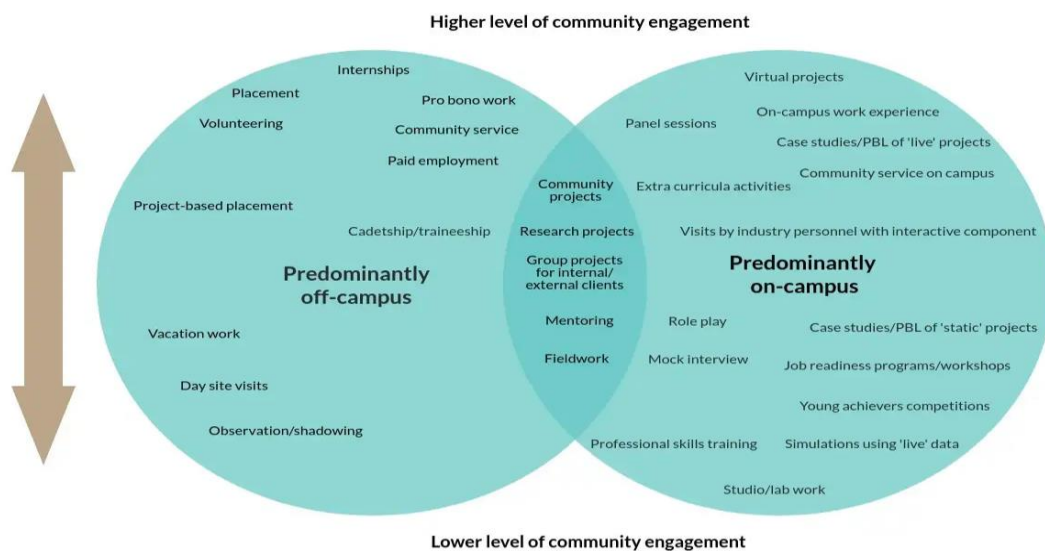 Higher level of community engagement
Internships
Placement
Pro bono work
Volunteering
Community service
Paid employment
Project-based placement
Cadetship/traineeship
Predominantly
off-campus
Vacation work
Day site visits
Observation/shadowing
Community
projects
Research projects
Group projects
for internal/
external clients
Mentoring
Fieldwork
Virtual projects
On-campus work experience
Panel sessions
Case studies/PBL of 'live' projects
Community service on campus
Extra curricula activities
Visits by industry personnel with interactive component
Predominantly
on-campus
Role play
Case studies/PBL of 'static' projects
Mock interview
Job readiness programs/workshops
Young achievers competitions
Professional skills training
Simulations using 'live' data
Studio/lab work
Lower level of community engagement